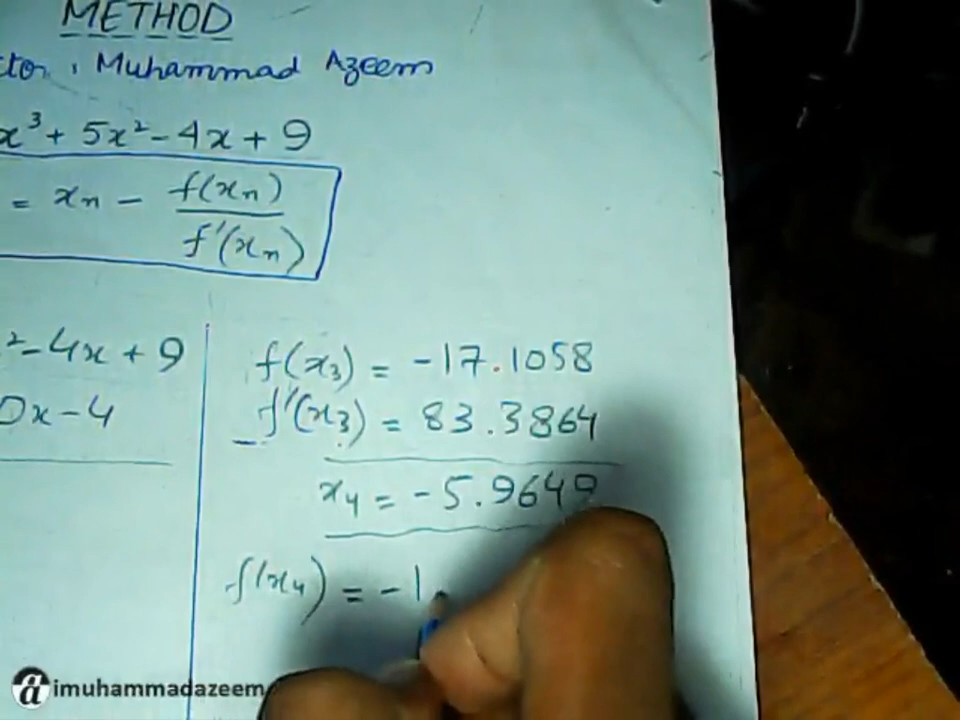 METHOD
ctor : Muhammad Azeem
x³ + 5x² - 4x + 9
= xn - f(xn) / f'(xn)
² - 4x + 9
0x - 4
f(x3) = -17.1058
f'(x3) = 83.3864
x4 = -5.9649
f(x4) = -1
imuhammadazeem